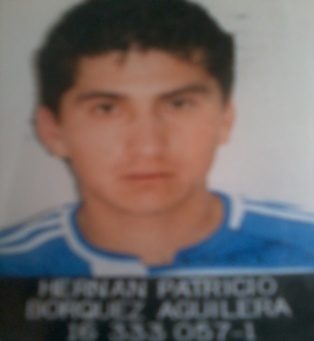 HERNAN PATRICIO
BORQUEZ AGUILERA
16 333 057-1